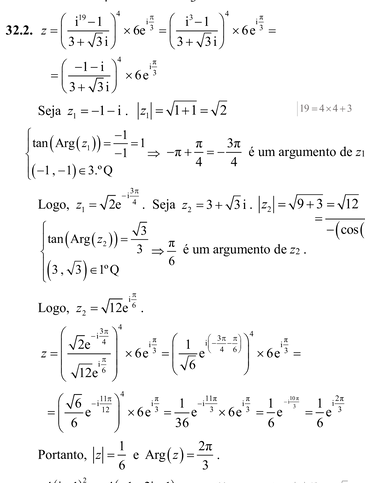 32.2. z = ( (i^19 − 1) / (3 + √3 i) )^4 × 6e^(i π/3) = ( (i^3 − 1) / (3 + √3 i) )^4 × 6e^(i π/3) =
= ( (−1 − i) / (3 + √3 i) )^4 × 6e^(i π/3)
Seja z₁ = −1 − i . |z₁| = √(1+1) = √2 19 = 4 × 4 + 3
{ tan(Arg(z₁)) = −1/−1 = 1
(−1 , −1) ∈ 3.º Q ⇒ −π + π/4 = −3π/4 é um argumento de z₁
Logo, z₁ = √2 e^(−i 3π/4) . Seja z₂ = 3 + √3 i . |z₂| = √(9+3) = √12
= −(cos(
{ tan(Arg(z₂)) = √3/3
(3 , √3) ∈ 1º Q ⇒ π/6 é um argumento de z₂ .
Logo, z₂ = √12 e^(i π/6) .
z = ( √2 e^(−i 3π/4) / √12 e^(i π/6) )^4 × 6e^(i π/3) = ( 1/√6 e^(i(−3π/4 − π/6)) )^4 × 6e^(i π/3) =
= ( √6/6 e^(−i 11π/12) )^4 × 6e^(i π/3) = 1/36 e^(−i 11π/3) × 6e^(i π/3) = 1/6 e^(−i 10π/3) = 1/6 e^(i 2π/3)
Portanto, |z| = 1/6 e Arg(z) = 2π/3 .